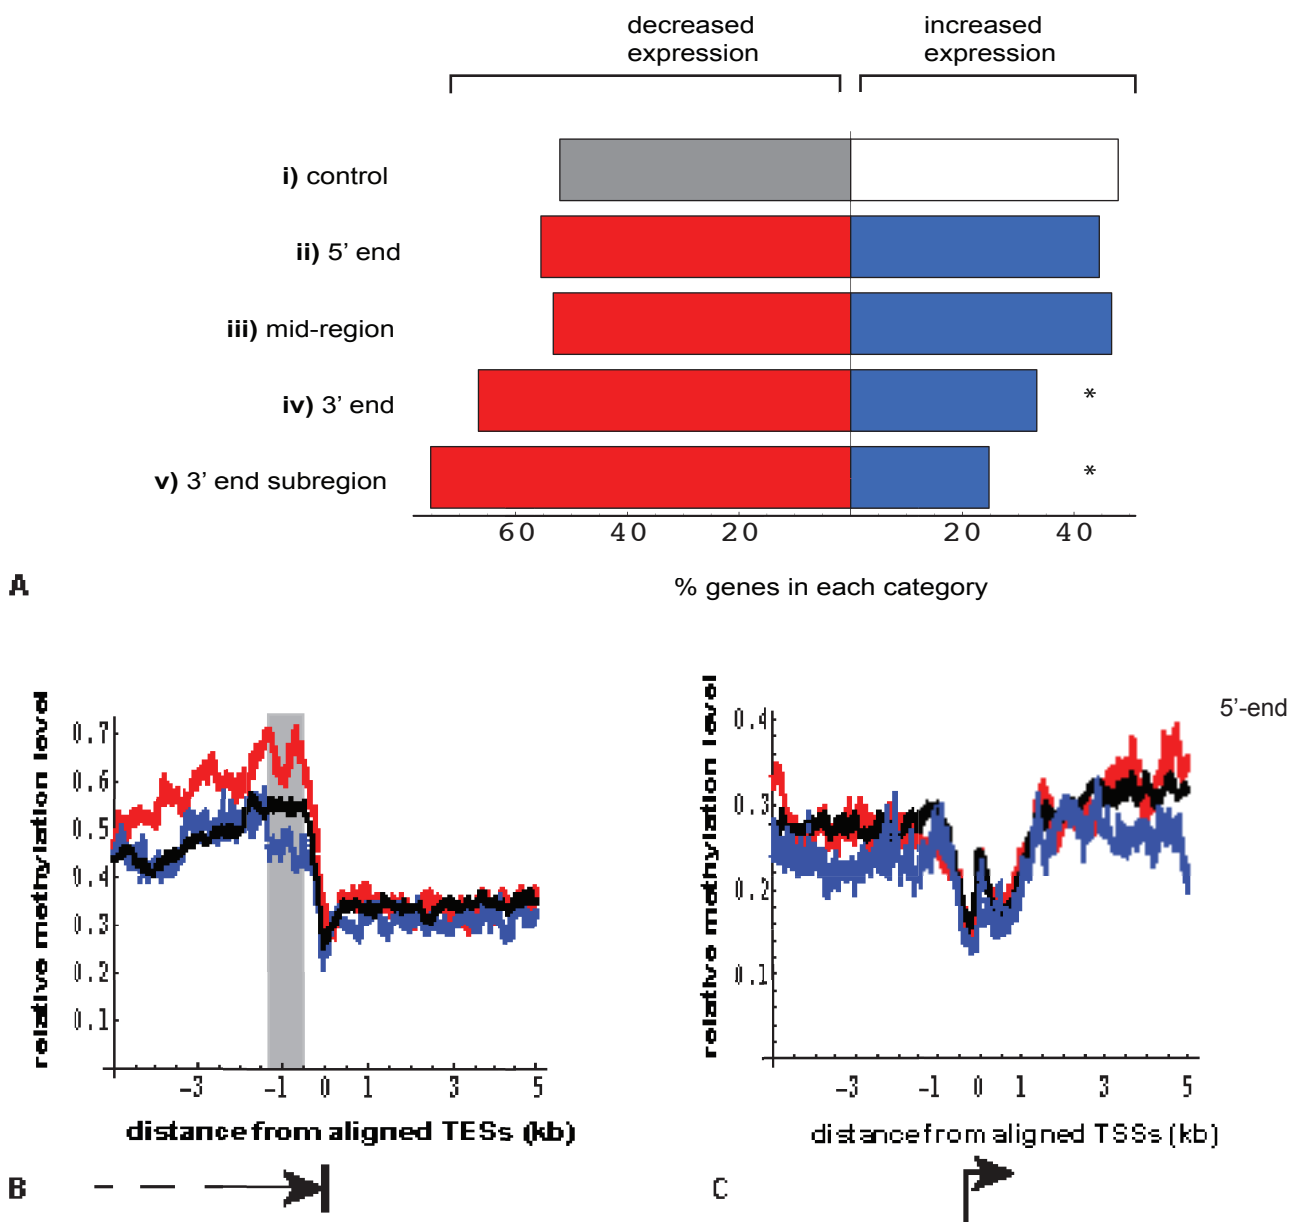 decreased
expression
increased
expression
i) control
ii) 5’ end
iii) mid-region
iv) 3’ end
*
v) 3’ end subregion
*
60 40 20 20 40
% genes in each category
A
relative methylation level
0.7
0.6
0.5
0.4
0.3
0.2
0.1
-3 -1 0 1 3 5
distance from aligned TESs (kb)
B
relative methylation level
0.4
0.3
0.2
0.1
-3 -1 0 1 3 5
distance from aligned TSSs (kb)
C
5'-end